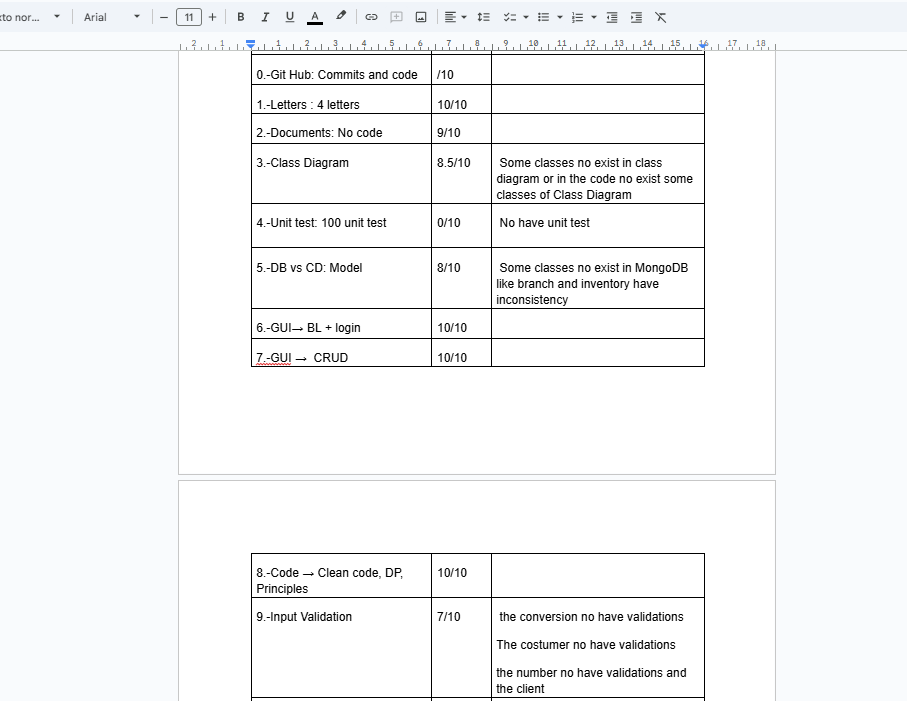 xto nor...
Arial
11
B I U A
2 1 1 2 3 4 5 6 7 8 9 10 11 12 13 14 15 16 17 18
0.-Git Hub: Commits and code /10
1.-Letters : 4 letters 10/10
2.-Documents: No code 9/10
3.-Class Diagram 8.5/10 Some classes no exist in class
diagram or in the code no exist some
classes of Class Diagram
4.-Unit test: 100 unit test 0/10 No have unit test
5.-DB vs CD: Model 8/10 Some classes no exist in MongoDB
like branch and inventory have
inconsistency
6.-GUI→ BL + login 10/10
7.-GUI → CRUD 10/10
8.-Code → Clean code, DP, 10/10
Principles
9.-Input Validation 7/10 the conversion no have validations
The costumer no have validations
the number no have validations and
the client